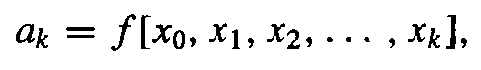 a_k = f[x_0, x_1, x_2, . . . , x_k],